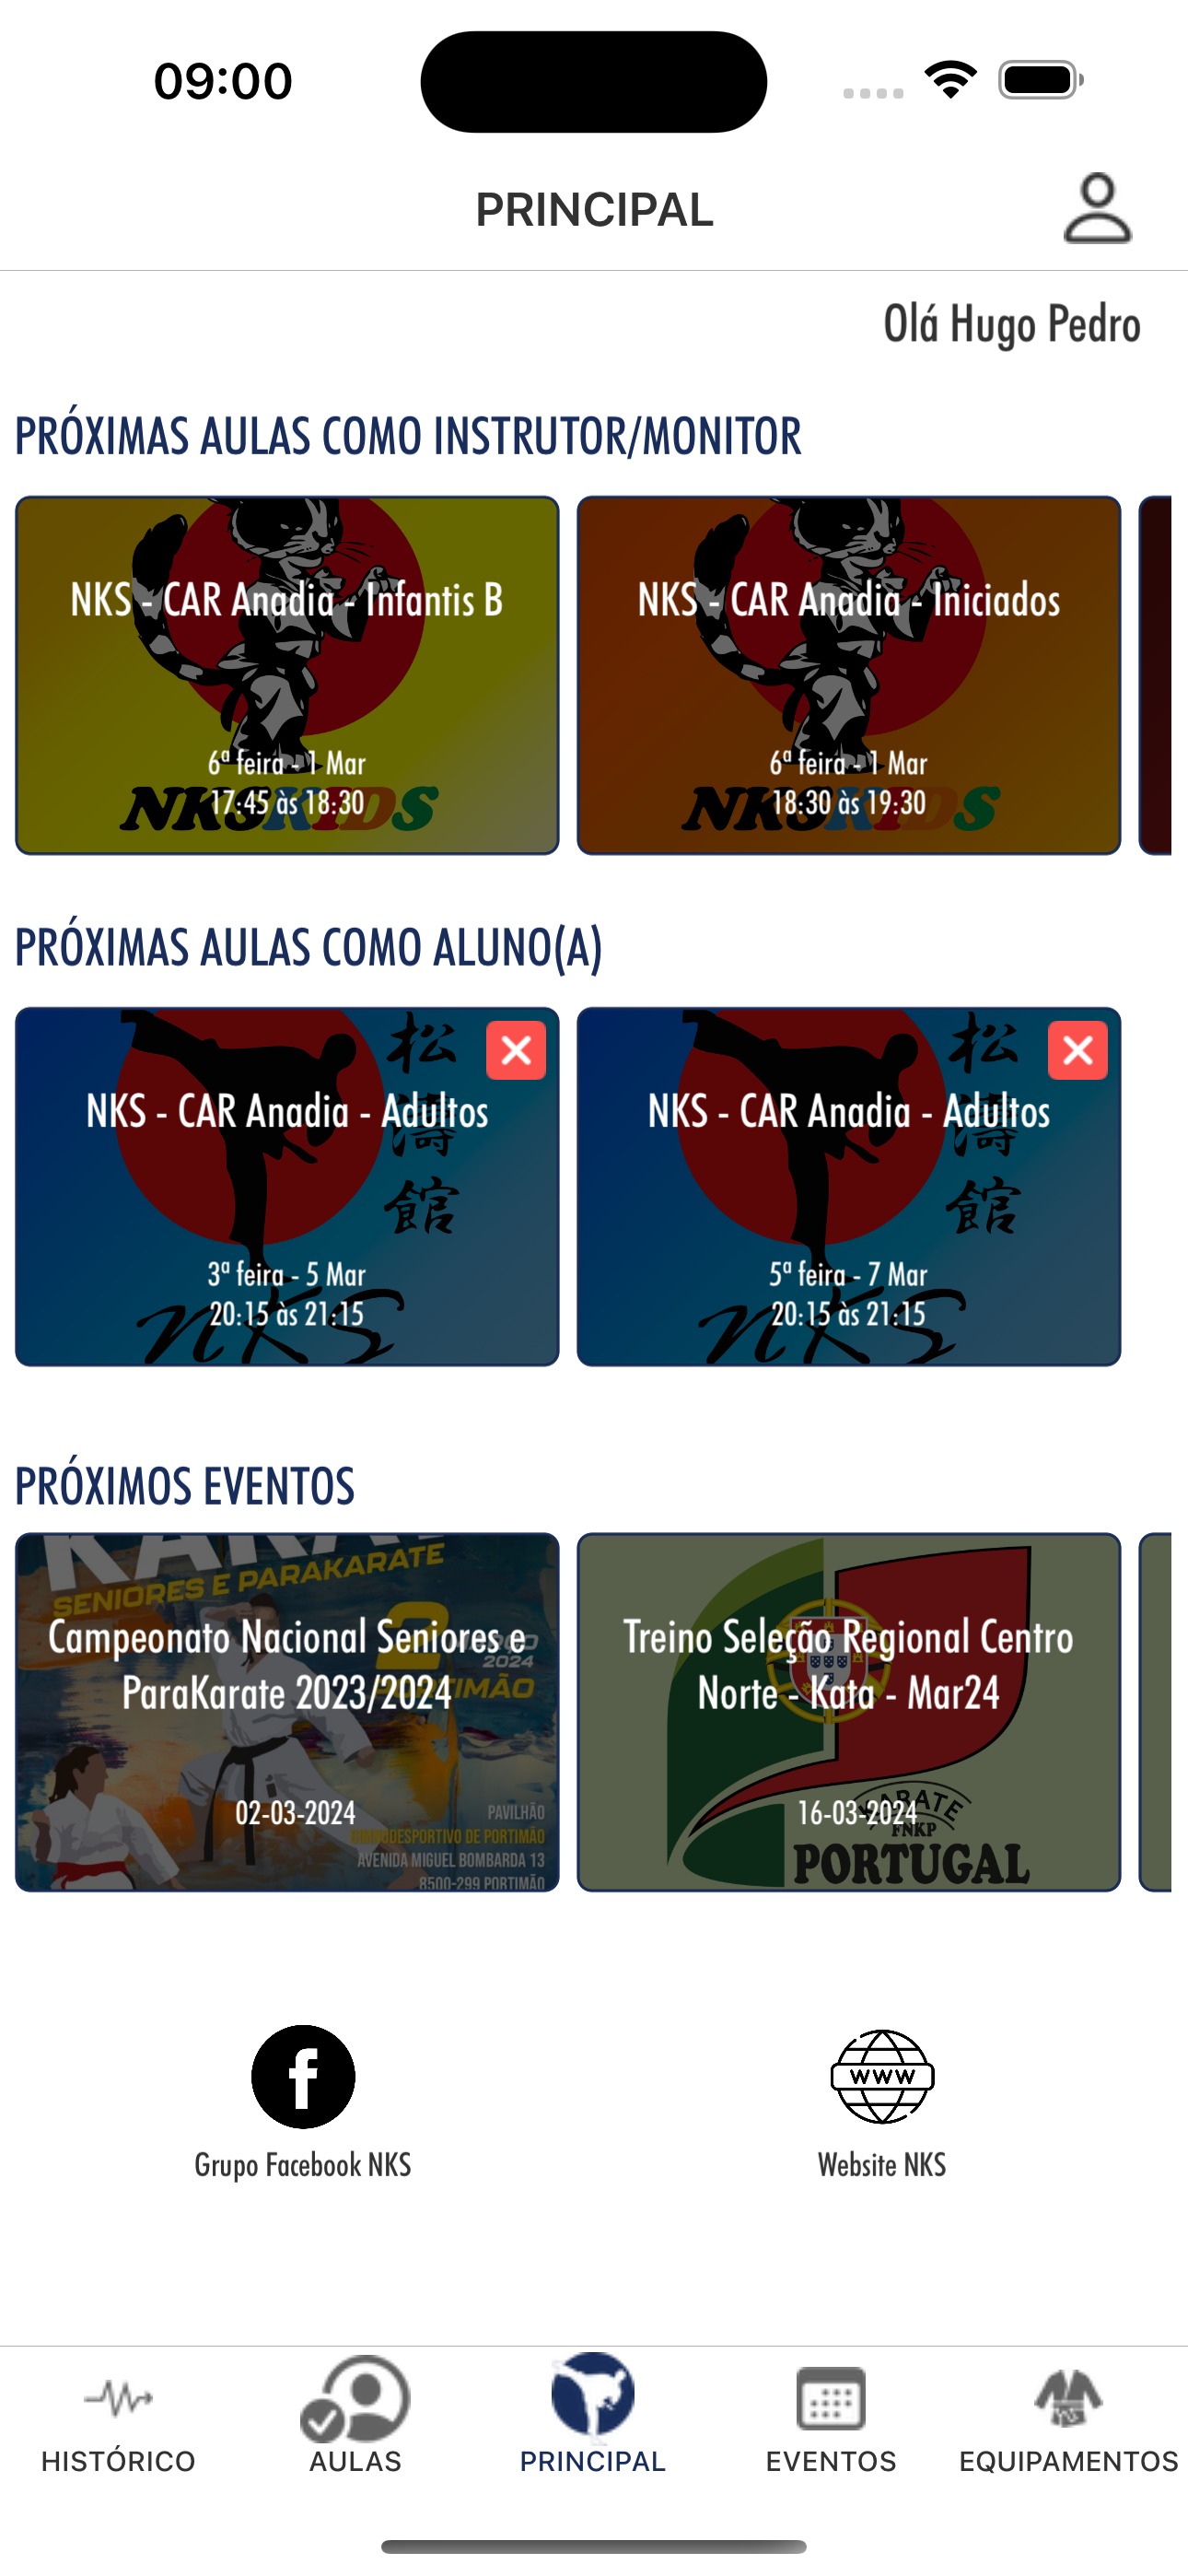 09:00
PRINCIPAL
Olá Hugo Pedro
PRÓXIMAS AULAS COMO INSTRUTOR/MONITOR
NKS - CAR Anadia - Infantis B
6ª feira - 1 Mar
17:45 às 18:30
NKSKIDS
NKS - CAR Anadia - Iniciados
6ª feira - 1 Mar
18:30 às 19:30
NKSKIDS
PRÓXIMAS AULAS COMO ALUNO(A)
松
濤
館
NKS - CAR Anadia - Adultos
3ª feira - 5 Mar
20:15 às 21:15
NKS
松
濤
館
NKS - CAR Anadia - Adultos
5ª feira - 7 Mar
20:15 às 21:15
NKS
PRÓXIMOS EVENTOS
SENIORES E PARAKARATE
Campeonato Nacional Seniores e
ParaKarate 2023/2024
2
2024
02-03-2024
PAVILHÃO
AVENIDA MIGUEL BOMBARDA 13
8500-299 PORTIMÃO
Treino Seleção Regional Centro
Norte - Kata - Mar24
16-03-2024
KARATE
FNKP
PORTUGAL
Grupo Facebook NKS
WWW
Website NKS
HISTÓRICO
AULAS
PRINCIPAL
EVENTOS
EQUIPAMENTOS